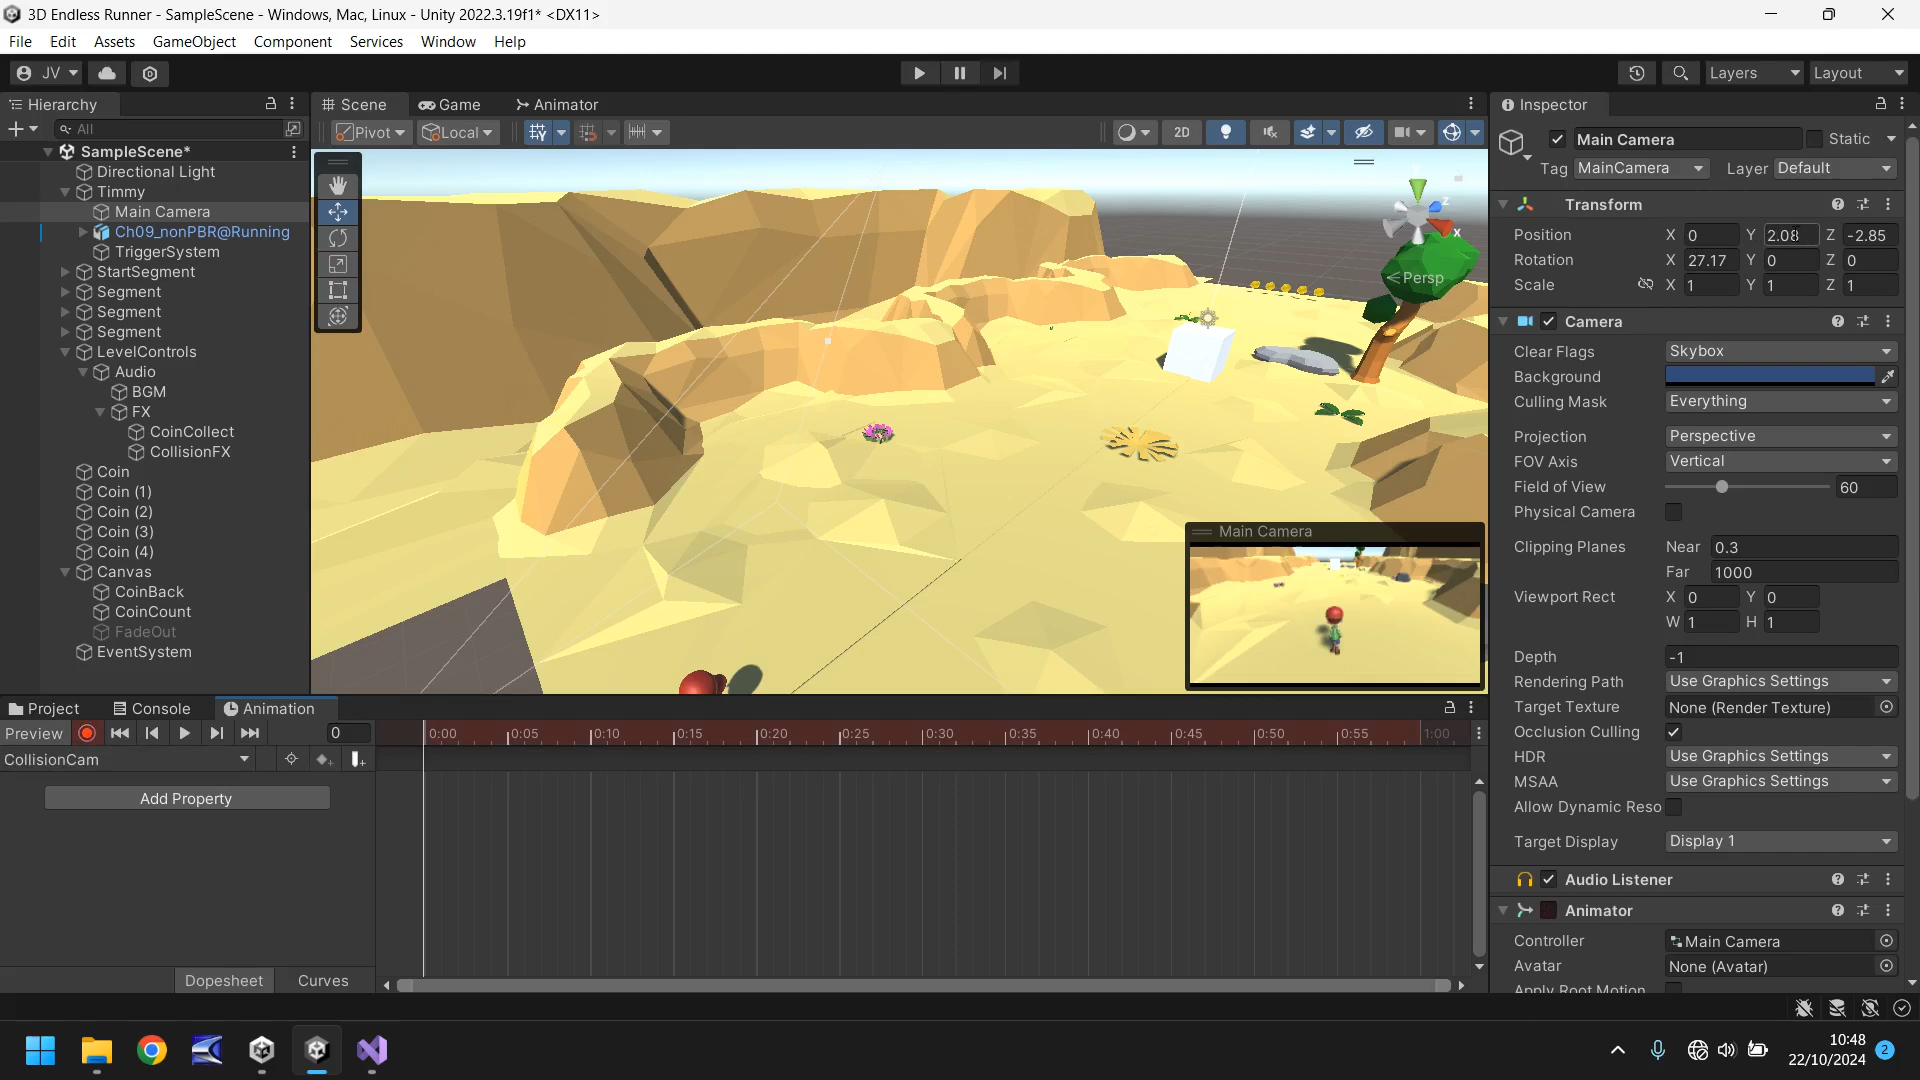 3D Endless Runner - SampleScene - Windows, Mac, Linux - Unity 2022.3.19f1* <DX11>
File Edit Assets GameObject Component Services Window Help
JV Layers Layout
Hierarchy
All
SampleScene*
Directional Light
Timmy
Main Camera
Ch09_nonPBR@Running
TriggerSystem
StartSegment
Segment
Segment
Segment
LevelControls
Audio
BGM
FX
CoinCollect
CollisionFX
Coin
Coin (1)
Coin (2)
Coin (3)
Coin (4)
Canvas
CoinBack
CoinCount
FadeOut
EventSystem
Scene Game Animator
Pivot Local 2D
z
x
Persp
Main Camera
Inspector
Main Camera Static
Tag MainCamera Layer Default
Transform
Position X 0 Y 2.08 Z -2.85
Rotation X 27.17 Y 0 Z 0
Scale X 1 Y 1 Z 1
Camera
Clear Flags Skybox
Background
Culling Mask Everything
Projection Perspective
FOV Axis Vertical
Field of View 60
Physical Camera
Clipping Planes Near 0.3
Far 1000
Viewport Rect X 0 Y 0
W 1 H 1
Depth -1
Rendering Path Use Graphics Settings
Target Texture None (Render Texture)
Occlusion Culling
HDR Use Graphics Settings
MSAA Use Graphics Settings
Allow Dynamic Reso
Target Display Display 1
Audio Listener
Animator
Controller Main Camera
Avatar None (Avatar)
Apply Root Motion
Project Console Animation
Preview 0
0:00 0:05 0:10 0:15 0:20 0:25 0:30 0:35 0:40 0:45 0:50 0:55 1:00
CollisionCam
Add Property
Dopesheet Curves
10:48
22/10/2024
2